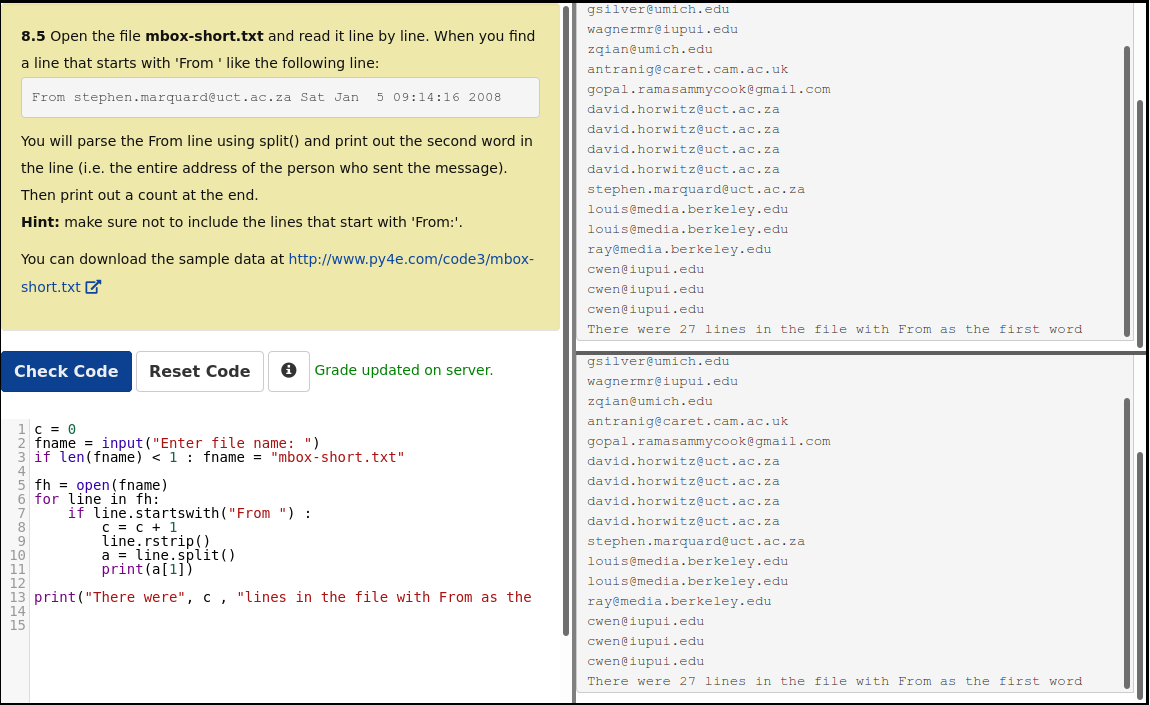 8.5 Open the file mbox-short.txt and read it line by line. When you find
a line that starts with 'From ' like the following line:
From stephen.marquard@uct.ac.za Sat Jan  5 09:14:16 2008
You will parse the From line using split() and print out the second word in
the line (i.e. the entire address of the person who sent the message).
Then print out a count at the end.
Hint: make sure not to include the lines that start with 'From:'.
You can download the sample data at http://www.py4e.com/code3/mbox-
short.txt
Check Code Reset Code Grade updated on server.
1 c = 0
2 fname = input("Enter file name: ")
3 if len(fname) < 1 : fname = "mbox-short.txt"
4
5 fh = open(fname)
6 for line in fh:
7     if line.startswith("From ") :
8         c = c + 1
9         line.rstrip()
10         a = line.split()
11         print(a[1])
12
13 print("There were", c , "lines in the file with From as the
14
15
gsilver@umich.edu
wagnermr@iupui.edu
zqian@umich.edu
antranig@caret.cam.ac.uk
gopal.ramasammycook@gmail.com
david.horwitz@uct.ac.za
david.horwitz@uct.ac.za
david.horwitz@uct.ac.za
david.horwitz@uct.ac.za
stephen.marquard@uct.ac.za
louis@media.berkeley.edu
louis@media.berkeley.edu
ray@media.berkeley.edu
cwen@iupui.edu
cwen@iupui.edu
cwen@iupui.edu
There were 27 lines in the file with From as the first word
gsilver@umich.edu
wagnermr@iupui.edu
zqian@umich.edu
antranig@caret.cam.ac.uk
gopal.ramasammycook@gmail.com
david.horwitz@uct.ac.za
david.horwitz@uct.ac.za
david.horwitz@uct.ac.za
david.horwitz@uct.ac.za
stephen.marquard@uct.ac.za
louis@media.berkeley.edu
louis@media.berkeley.edu
ray@media.berkeley.edu
cwen@iupui.edu
cwen@iupui.edu
cwen@iupui.edu
There were 27 lines in the file with From as the first word